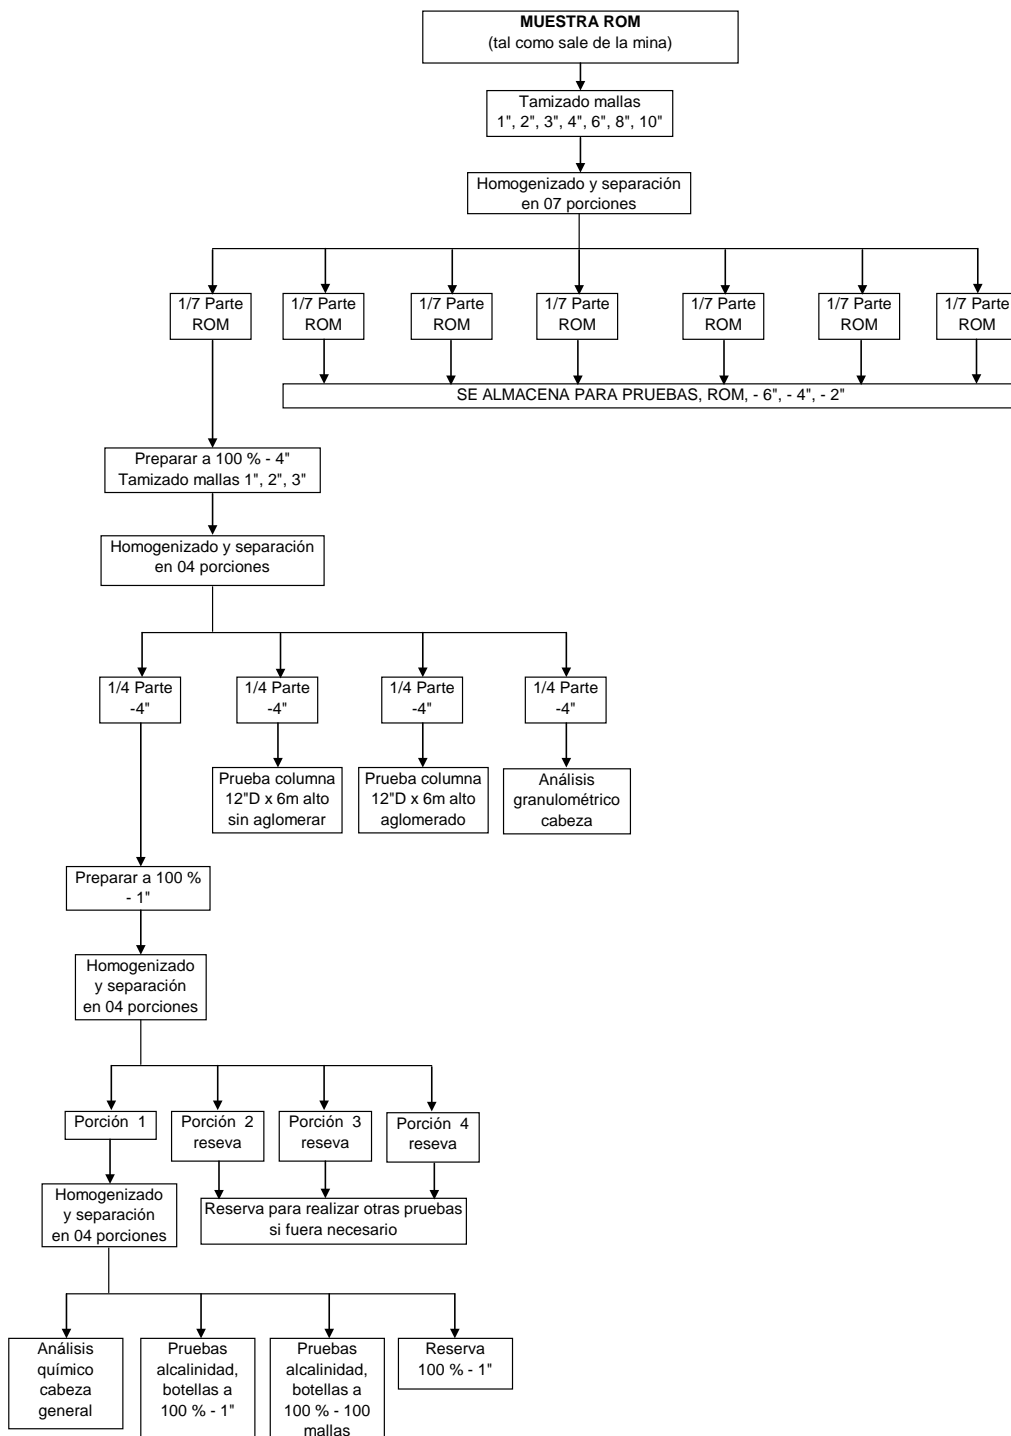 MUESTRA ROM
(tal como sale de la mina)
Tamizado mallas
1", 2", 3", 4", 6", 8", 10"
Homogenizado y separación
en 07 porciones
1/7 Parte
ROM
1/7 Parte
ROM
1/7 Parte
ROM
1/7 Parte
ROM
1/7 Parte
ROM
1/7 Parte
ROM
1/7 Parte
ROM
SE ALMACENA PARA PRUEBAS, ROM, - 6", - 4", - 2"
Preparar a 100 % - 4"
Tamizado mallas 1", 2", 3"
Homogenizado y separación
en 04 porciones
1/4 Parte
-4"
1/4 Parte
-4"
1/4 Parte
-4"
1/4 Parte
-4"
Prueba columna
12"D x 6m alto
sin aglomerar
Prueba columna
12"D x 6m alto
aglomerado
Análisis
granulométrico
cabeza
Preparar a 100 %
- 1"
Homogenizado
y separación
en 04 porciones
Porción 1
Porción 2
reseva
Porción 3
reseva
Porción 4
reseva
Homogenizado
y separación
en 04 porciones
Reserva para realizar otras pruebas
si fuera necesario
Análisis
químico
cabeza
general
Pruebas
alcalinidad,
botellas a
100 % - 1"
Pruebas
alcalinidad,
botellas a
100 % - 100
mallas
Reserva
100 % - 1"